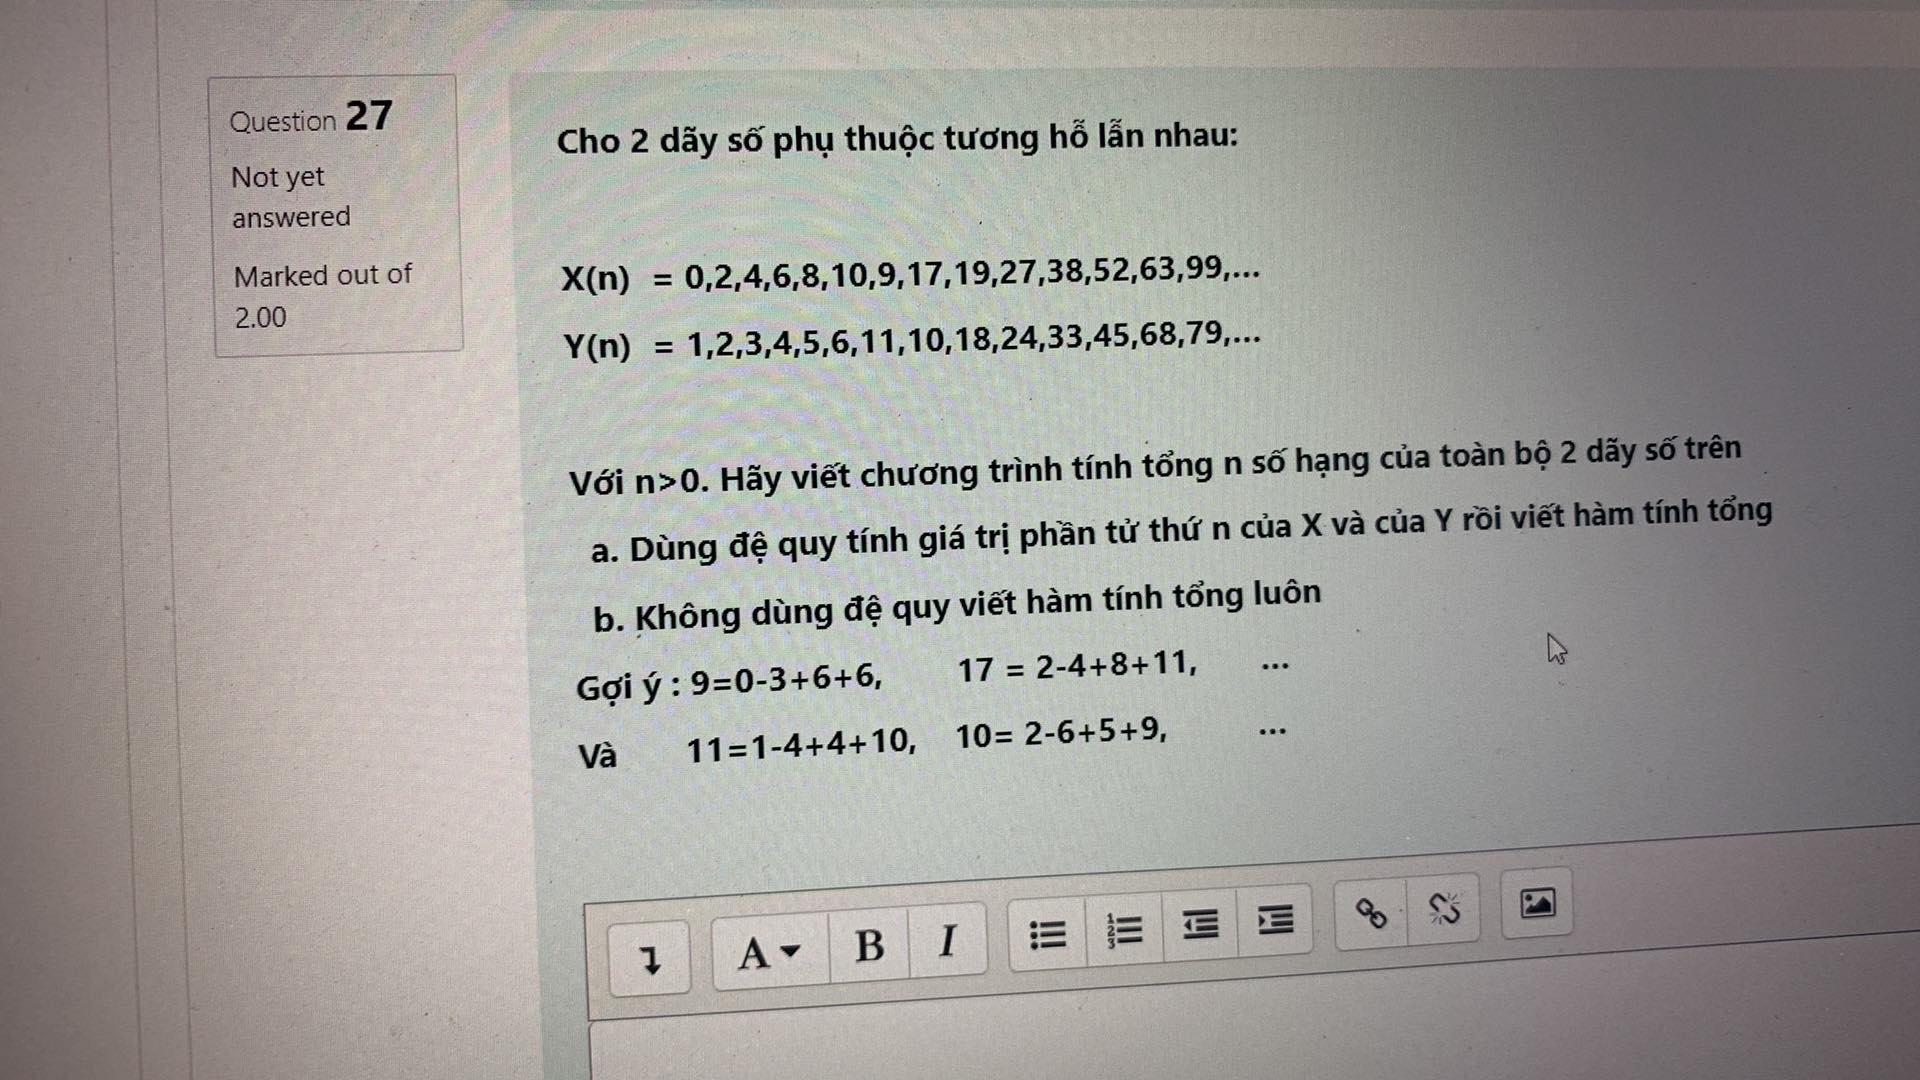 Question 27
Not yet
answered
Marked out of
2.00
Cho 2 dãy số phụ thuộc tương hỗ lẫn nhau:
X(n) = 0,2,4,6,8,10,9,17,19,27,38,52,63,99,...
Y(n) = 1,2,3,4,5,6,11,10,18,24,33,45,68,79,...
Với n>0. Hãy viết chương trình tính tổng n số hạng của toàn bộ 2 dãy số trên
a. Dùng đệ quy tính giá trị phần tử thứ n của X và của Y rồi viết hàm tính tổng
b. Không dùng đệ quy viết hàm tính tổng luôn
Gợi ý : 9=0-3+6+6, 17 = 2-4+8+11, ...
Và 11=1-4+4+10, 10= 2-6+5+9, ...
A B I